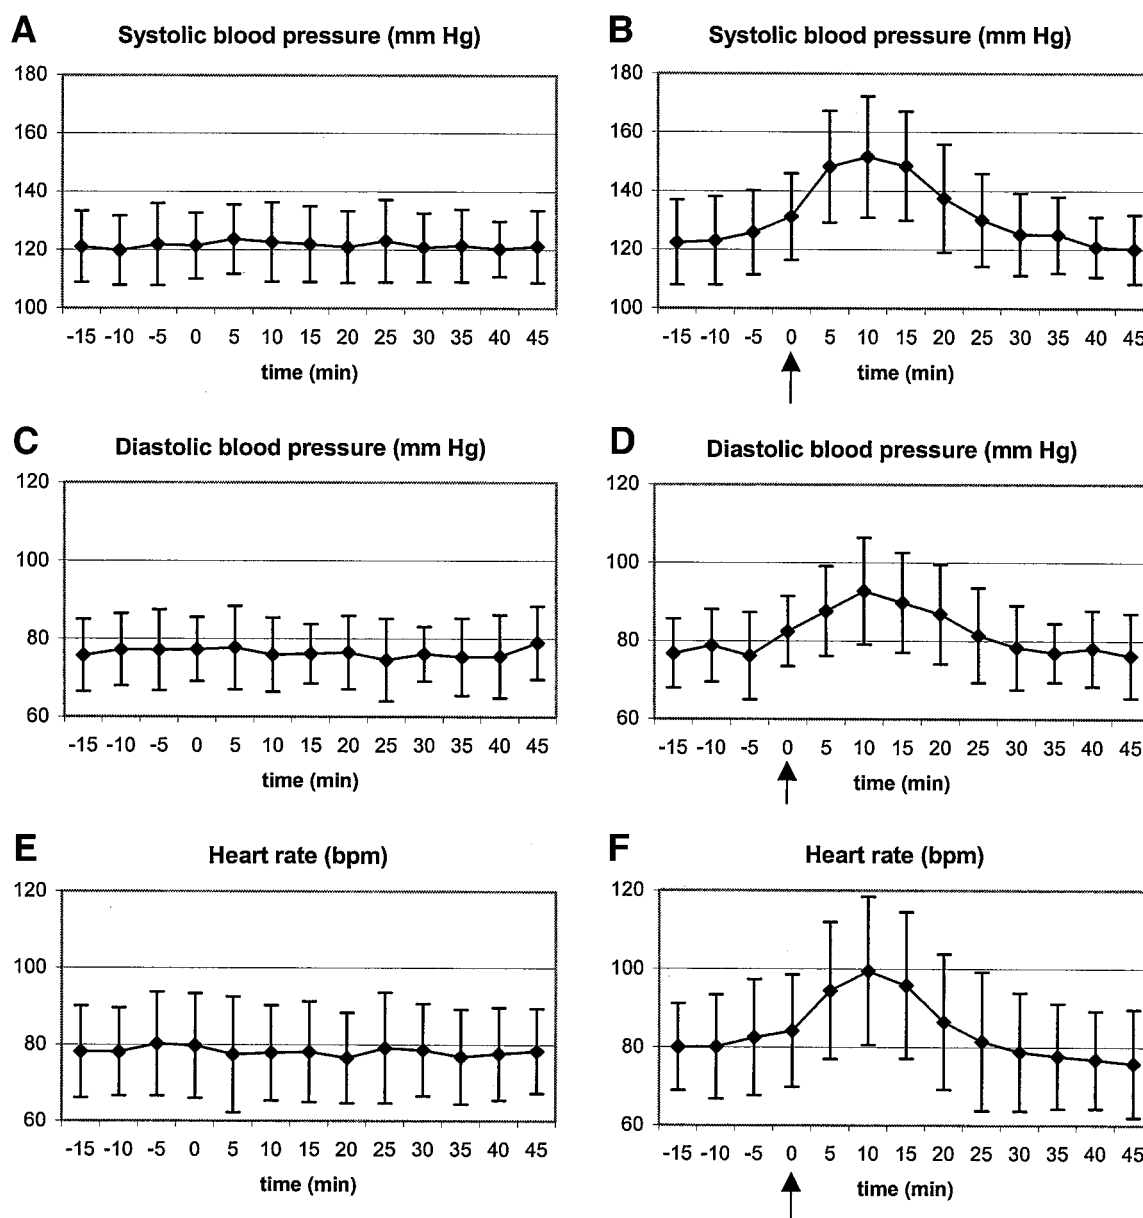 A Systolic blood pressure (mm Hg)
180
160
140
120
100
-15 -10 -5 0 5 10 15 20 25 30 35 40 45
time (min)
B Systolic blood pressure (mm Hg)
180
160
140
120
100
-15 -10 -5 0 5 10 15 20 25 30 35 40 45
time (min)
C Diastolic blood pressure (mm Hg)
120
100
80
60
-15 -10 -5 0 5 10 15 20 25 30 35 40 45
time (min)
D Diastolic blood pressure (mm Hg)
120
100
80
60
-15 -10 -5 0 5 10 15 20 25 30 35 40 45
time (min)
E Heart rate (bpm)
120
100
80
60
-15 -10 -5 0 5 10 15 20 25 30 35 40 45
time (min)
F Heart rate (bpm)
120
100
80
60
-15 -10 -5 0 5 10 15 20 25 30 35 40 45
time (min)